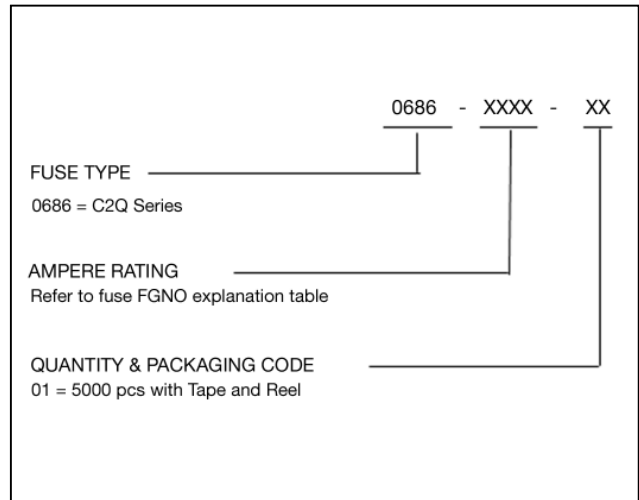 0686 - XXXX - XX
FUSE TYPE
0686 = C2Q Series
AMPERE RATING
Refer to fuse FGNO explanation table
QUANTITY & PACKAGING CODE
01 = 5000 pcs with Tape and Reel